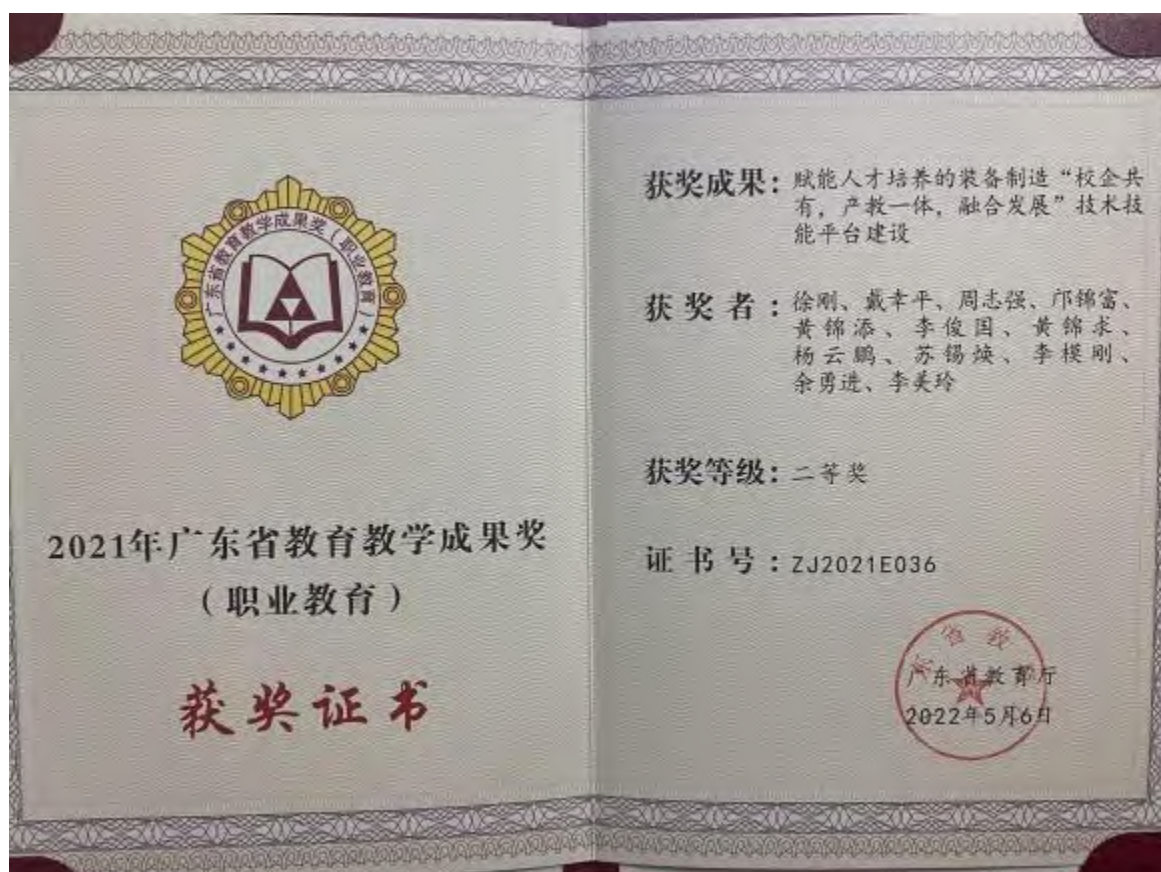 广东省教育教学成果奖（职业教育）
2021年广东省教育教学成果奖
（职业教育）
获奖证书
获奖成果：赋能人才培养的装备制造“校企共
有，产教一体，融合发展”技术技
能平台建设
获奖者：徐刚、戴幸平、周志强、邝锦富、
黄锦添、李俊国、黄锦求、
杨云鹏、苏锡焕、李模刚、
余勇进、李美玲
获奖等级：二等奖
证书号：ZJ2021E036
广东省教育厅
2022年5月6日